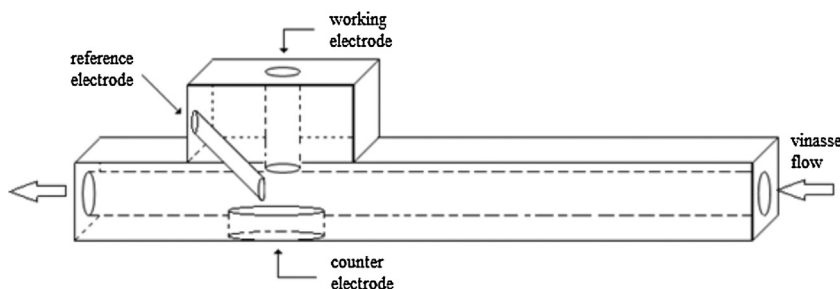 working
electrode
reference
electrode
vinasse
flow
counter
electrode